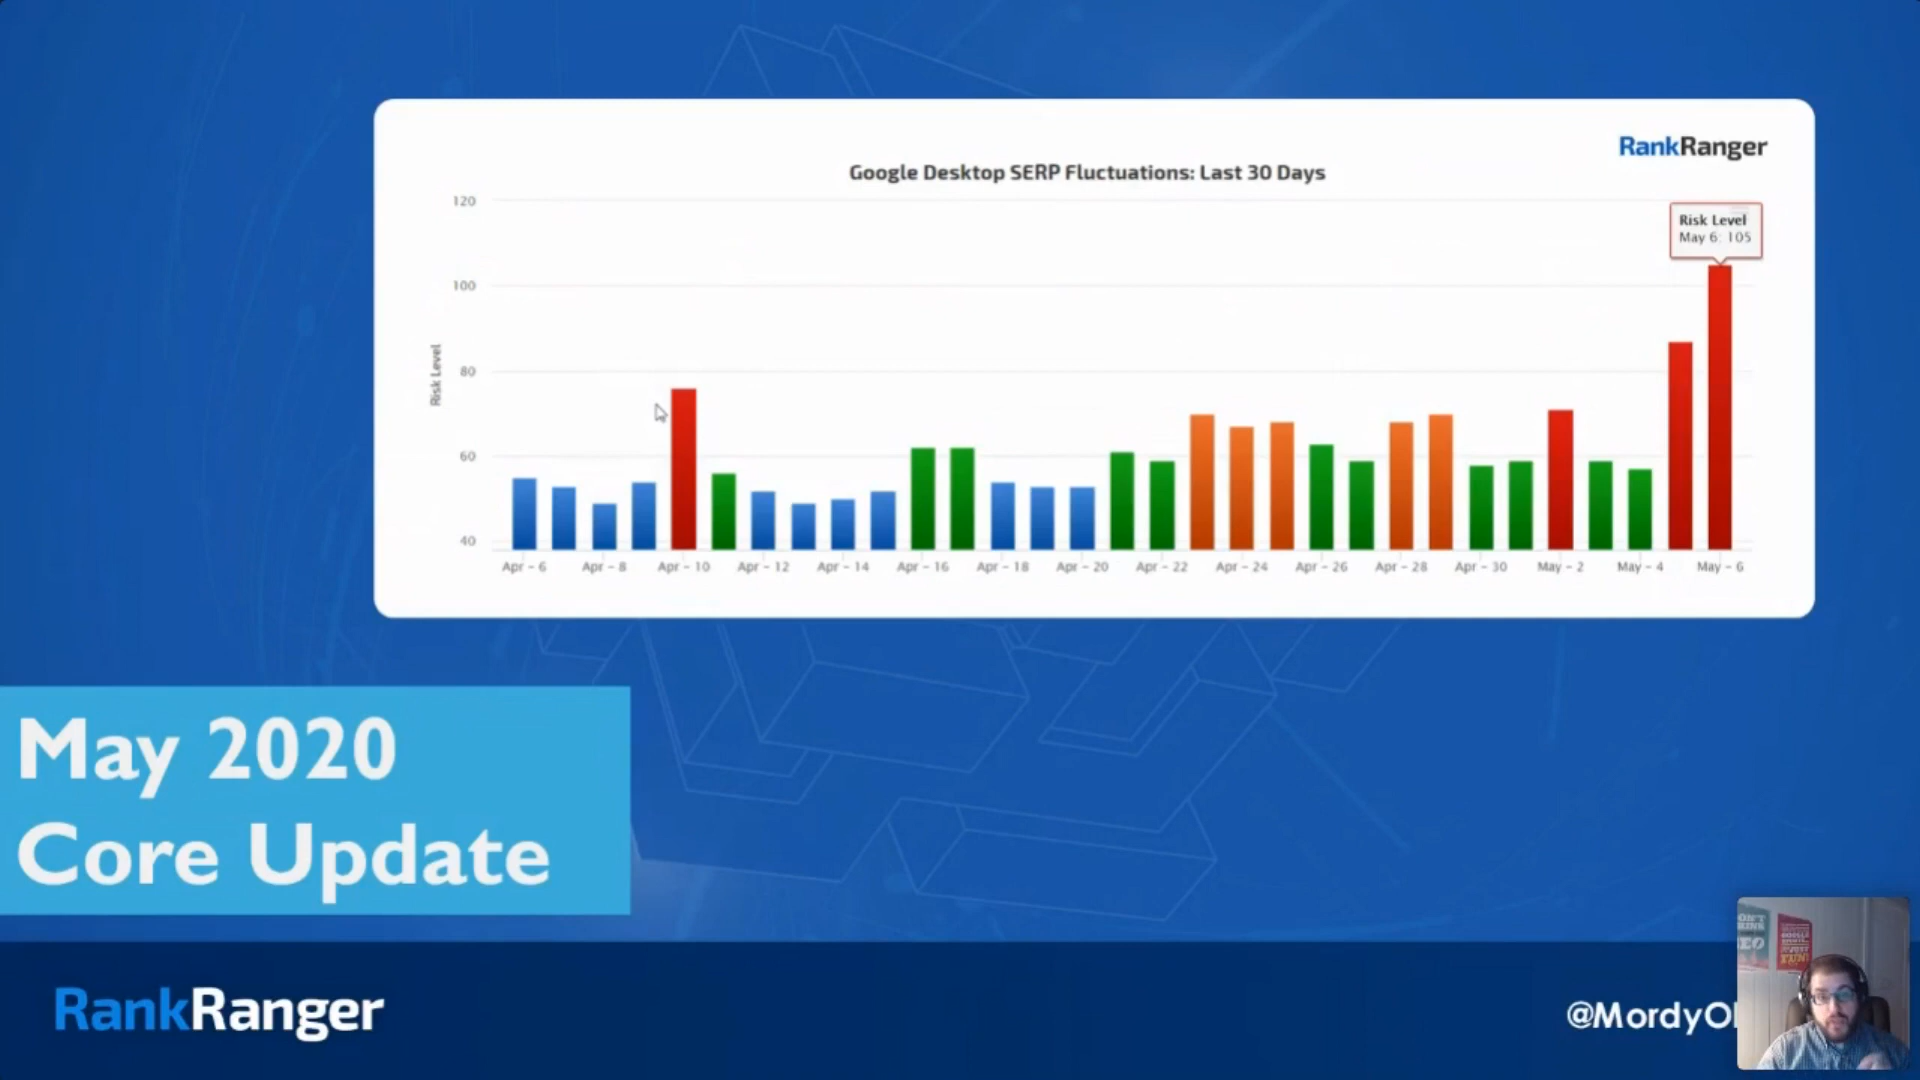 RankRanger
Google Desktop SERP Fluctuations: Last 30 Days
120
100
80
60
40
Risk Level
Risk Level
May 6: 105
Apr - 6
Apr - 8
Apr - 10
Apr - 12
Apr - 14
Apr - 16
Apr - 18
Apr - 20
Apr - 22
Apr - 24
Apr - 26
Apr - 28
Apr - 30
May - 2
May - 4
May - 6
May 2020
Core Update
RankRanger
@MordyO